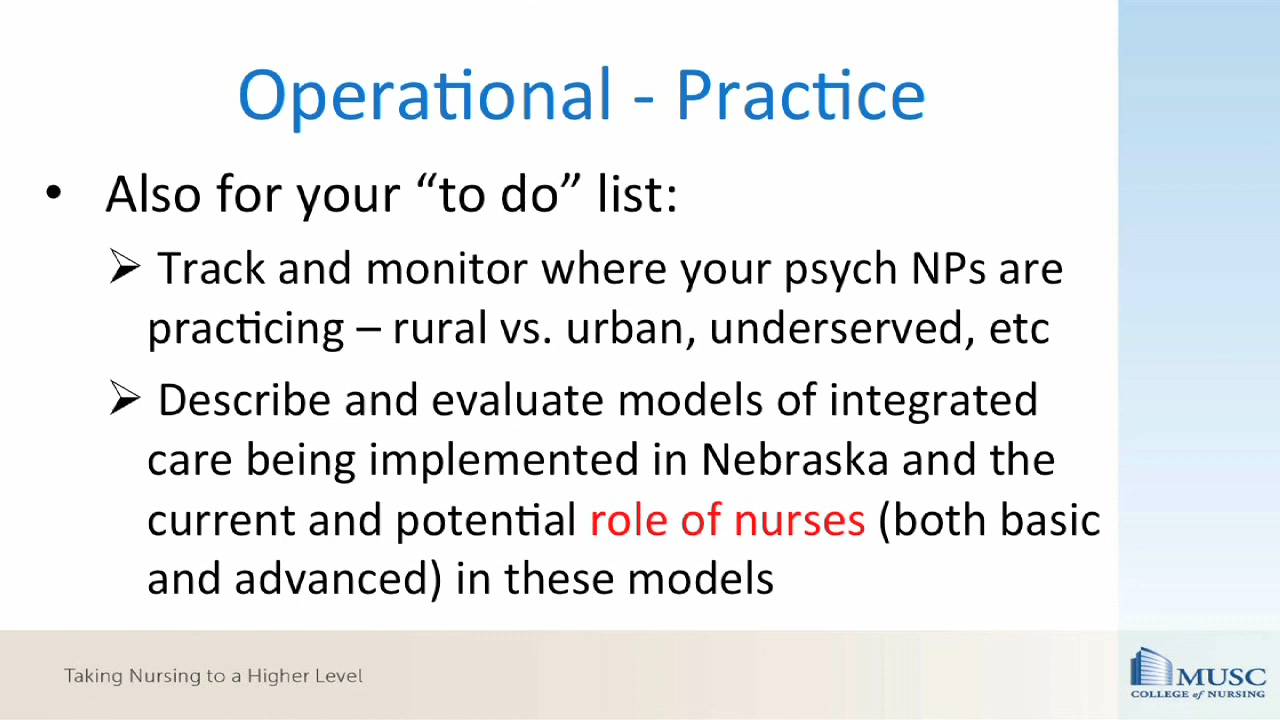 Operational - Practice
• Also for your “to do” list:
➢ Track and monitor where your psych NPs are
practicing – rural vs. urban, underserved, etc
➢ Describe and evaluate models of integrated
care being implemented in Nebraska and the
current and potential role of nurses (both basic
and advanced) in these models
Taking Nursing to a Higher Level
MUSC
COLLEGE of NURSING